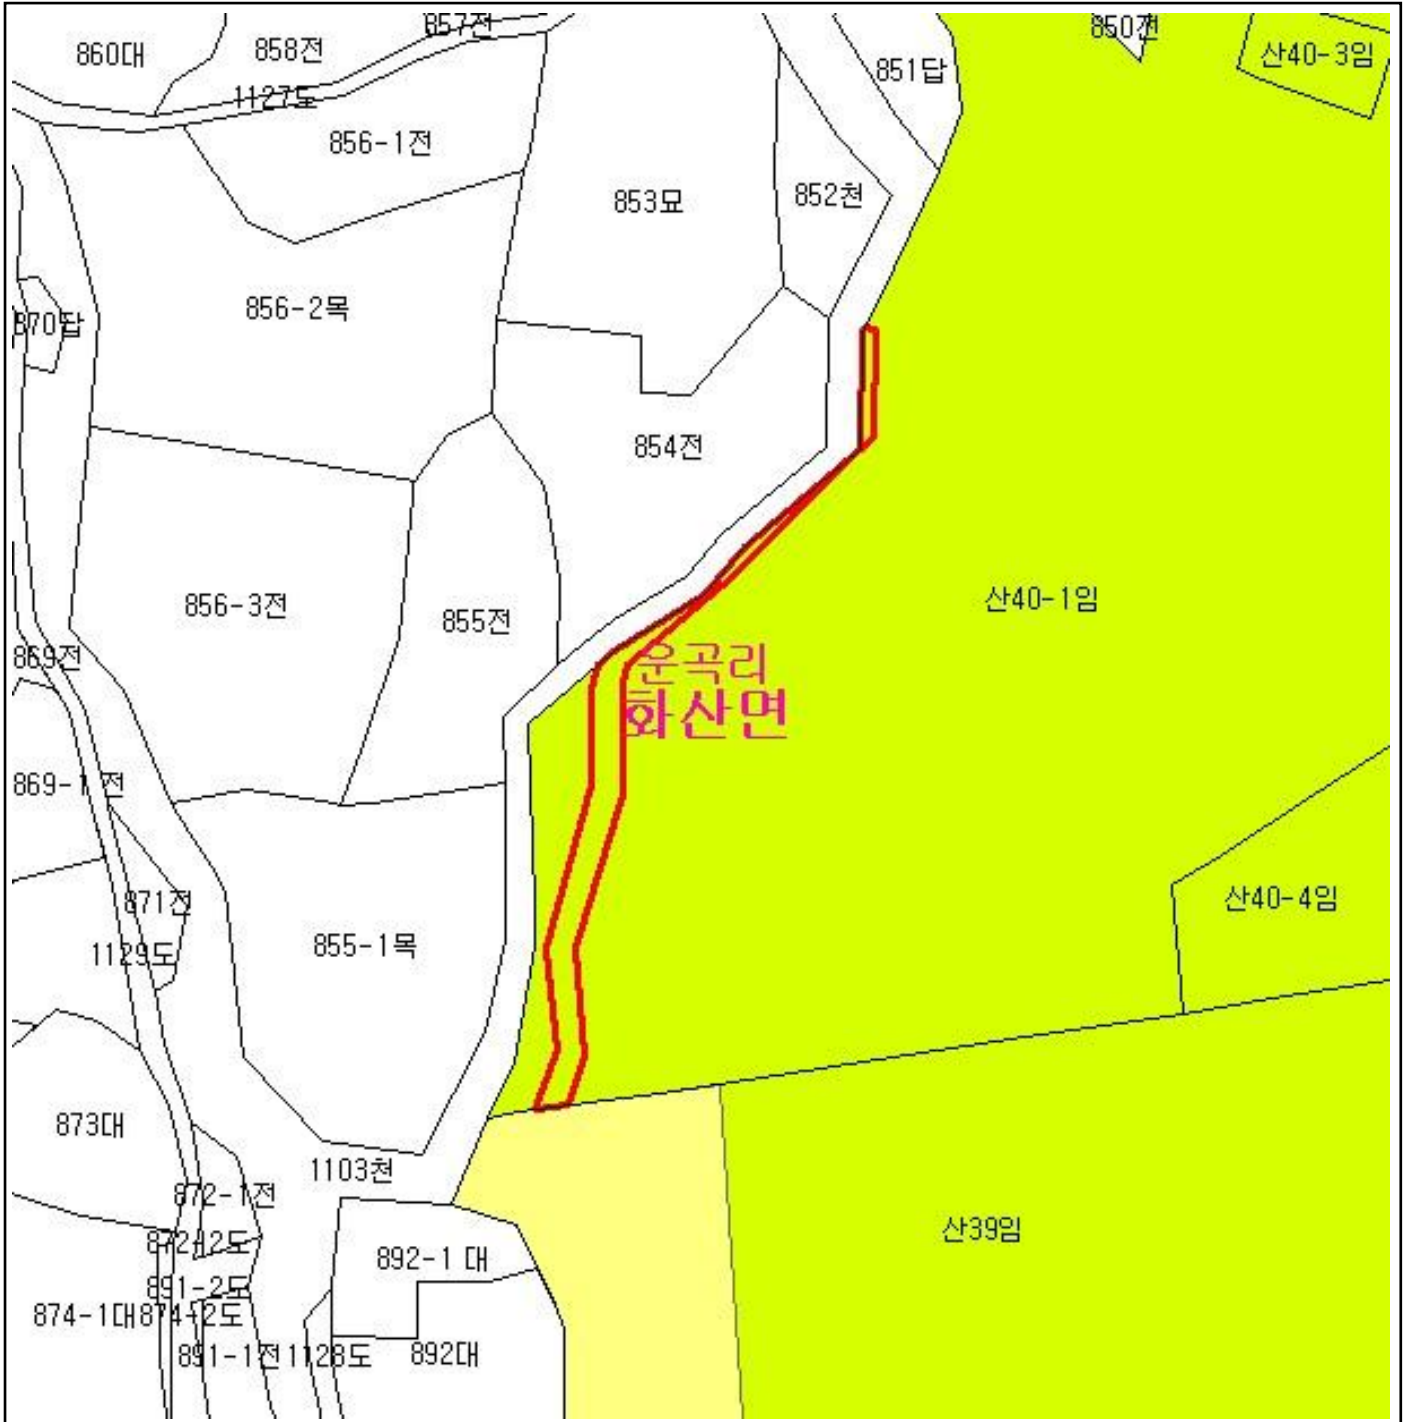 857전
850전
860대
858전
산40-3임
851답
1127도
856-1전
852천
853묘
856-2목
870답
854전
산40-1임
856-3전
855전
869전
운곡리
화산면
869-1전
871전
산40-4임
1129도
855-1목
873대
1103천
872-1전
산39임
872-2도
892-1 대
891-2도
874-1대
874-2도
891-1전
1128도
892대